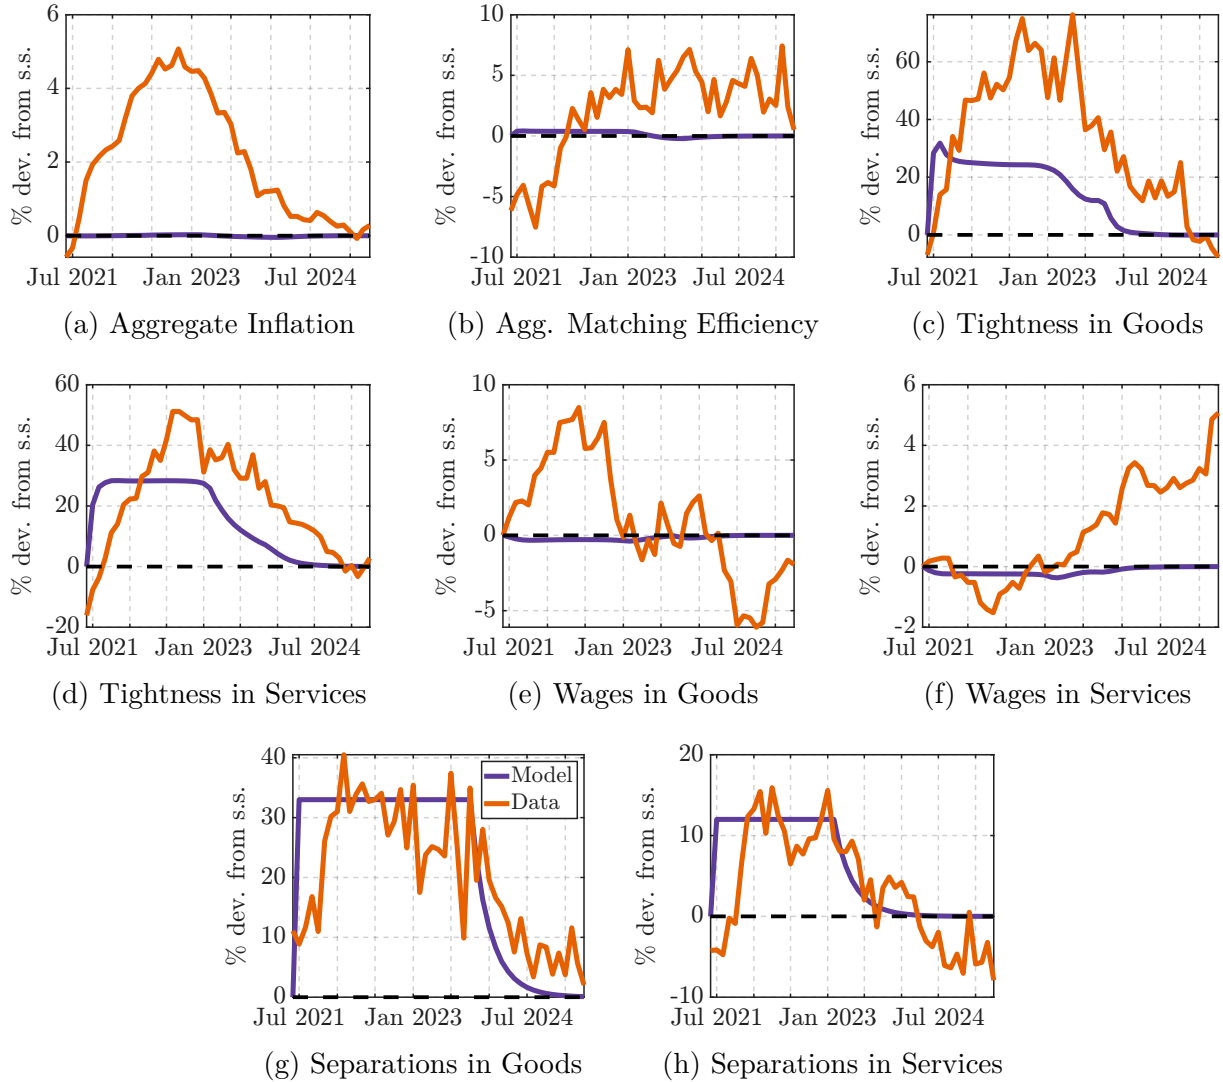 % dev. from s.s.
6
4
2
0
Jul 2021 Jan 2023 Jul 2024
(a) Aggregate Inflation
% dev. from s.s.
10
5
0
-5
-10
Jul 2021 Jan 2023 Jul 2024
(b) Agg. Matching Efficiency
% dev. from s.s.
60
40
20
0
Jul 2021 Jan 2023 Jul 2024
(c) Tightness in Goods
% dev. from s.s.
60
40
20
0
-20
Jul 2021 Jan 2023 Jul 2024
(d) Tightness in Services
% dev. from s.s.
10
5
0
-5
Jul 2021 Jan 2023 Jul 2024
(e) Wages in Goods
% dev. from s.s.
6
4
2
0
-2
Jul 2021 Jan 2023 Jul 2024
(f) Wages in Services
% dev. from s.s.
40
30
20
10
0
Model
Data
Jul 2021 Jan 2023 Jul 2024
(g) Separations in Goods
% dev. from s.s.
20
10
0
-10
Jul 2021 Jan 2023 Jul 2024
(h) Separations in Services